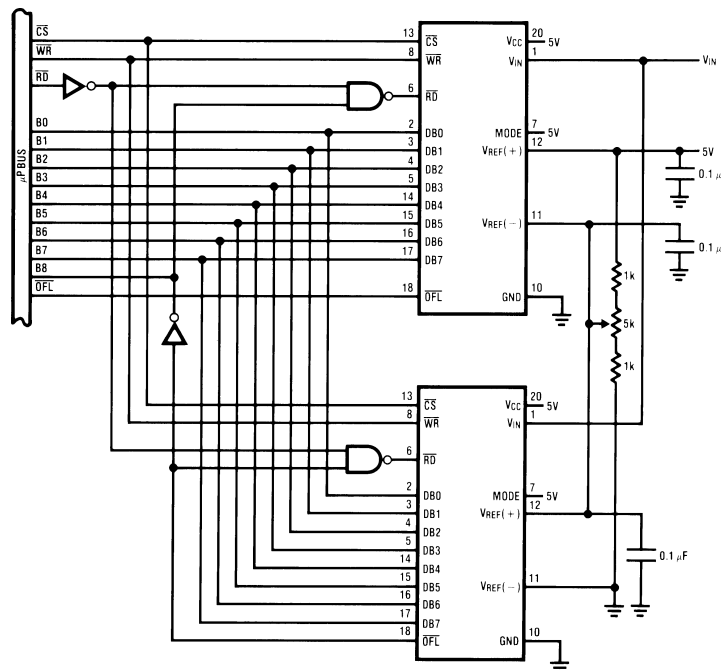 μP BUS
CS
WR
RD
B0
B1
B2
B3
B4
B5
B6
B7
B8
OFL
13 CS
8 WR
6 RD
2 DB0
3 DB1
4 DB2
5 DB3
14 DB4
15 DB5
16 DB6
17 DB7
18 OFL
VCC 20 5V
VIN 1 VIN
MODE 7 5V
VREF(+) 12 5V
0.1 μ
VREF(−) 11
0.1 μ
1k
5k
1k
GND 10
13 CS
8 WR
6 RD
2 DB0
3 DB1
4 DB2
5 DB3
14 DB4
15 DB5
16 DB6
17 DB7
18 OFL
VCC 20 5V
VIN 1
MODE 7 5V
VREF(+) 12
0.1 μF
VREF(−) 11
GND 10